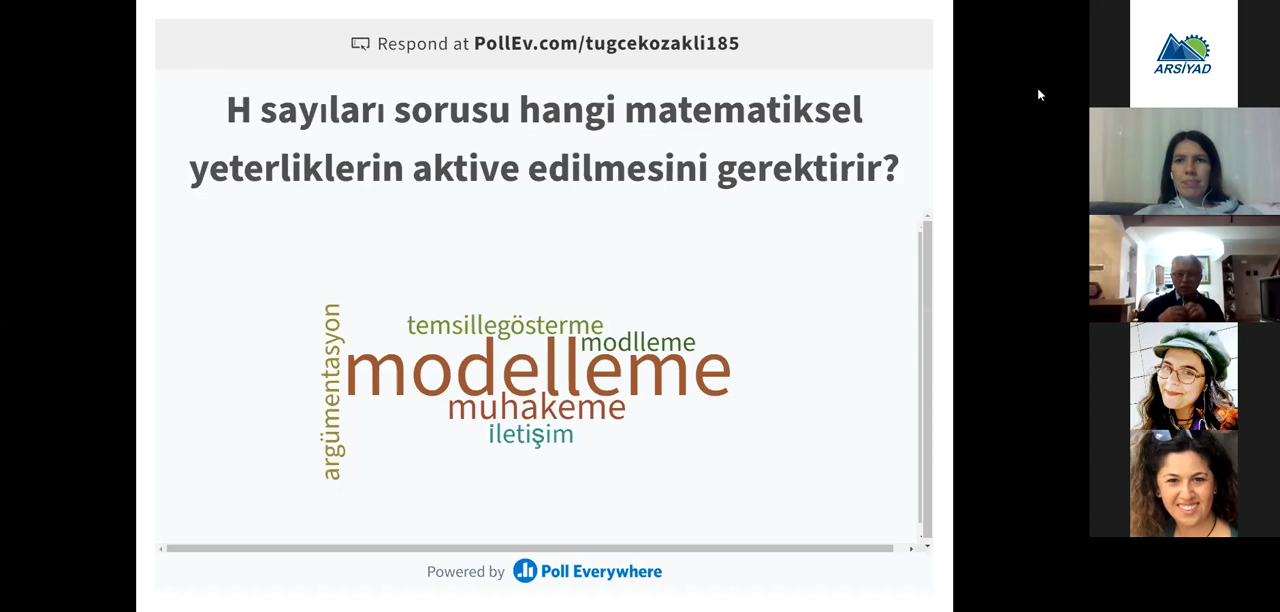 Respond at PollEv.com/tugcekozakli185
H sayıları sorusu hangi matematiksel
yeterliklerin aktive edilmesini gerektirir?
argümentasyon
temsillegösterme
modlleme
modelleme
muhakeme
iletişim
Powered by Poll Everywhere
ARSİYAD